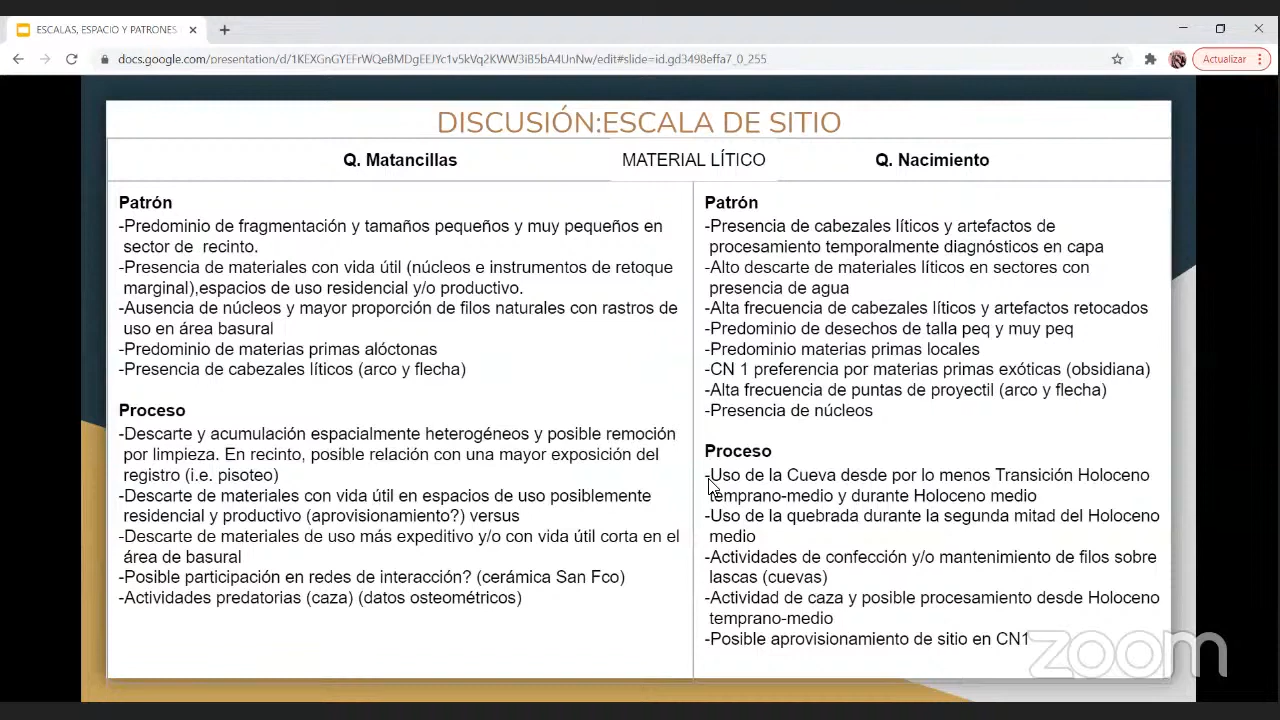 ESCALAS, ESPACIO Y PATRONES
docs.google.com/presentation/d/1KEXGnGYEFrWQeBMDgEEJYc1v5kVq2KWW3iB5bA4UnNw/edit#slide=id.gd3498effa7_0_255
Actualizar
DISCUSIÓN:ESCALA DE SITIO
Q. Matancillas
MATERIAL LÍTICO
Q. Nacimiento
Patrón
-Predominio de fragmentación y tamaños pequeños y muy pequeños en
sector de recinto.
-Presencia de materiales con vida útil (núcleos e instrumentos de retoque
marginal),espacios de uso residencial y/o productivo.
-Ausencia de núcleos y mayor proporción de filos naturales con rastros de
uso en área basural
-Predominio de materias primas alóctonas
-Presencia de cabezales líticos (arco y flecha)
Proceso
-Descarte y acumulación espacialmente heterogéneos y posible remoción
por limpieza. En recinto, posible relación con una mayor exposición del
registro (i.e. pisoteo)
-Descarte de materiales con vida útil en espacios de uso posiblemente
residencial y productivo (aprovisionamiento?) versus
-Descarte de materiales de uso más expeditivo y/o con vida útil corta en el
área de basural
-Posible participación en redes de interacción? (cerámica San Fco)
-Actividades predatorias (caza) (datos osteométricos)
Patrón
-Presencia de cabezales líticos y artefactos de
procesamiento temporalmente diagnósticos en capa
-Alto descarte de materiales líticos en sectores con
presencia de agua
-Alta frecuencia de cabezales líticos y artefactos retocados
-Predominio de desechos de talla peq y muy peq
-Predominio materias primas locales
-CN 1 preferencia por materias primas exóticas (obsidiana)
-Alta frecuencia de puntas de proyectil (arco y flecha)
-Presencia de núcleos
Proceso
-Uso de la Cueva desde por lo menos Transición Holoceno
temprano-medio y durante Holoceno medio
-Uso de la quebrada durante la segunda mitad del Holoceno
medio
-Actividades de confección y/o mantenimiento de filos sobre
lascas (cuevas)
-Actividad de caza y posible procesamiento desde Holoceno
temprano-medio
-Posible aprovisionamiento de sitio en CN1
zoom